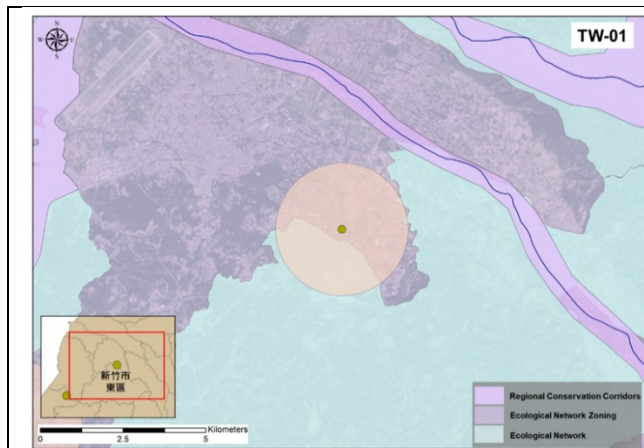 N
W E
S
TW-01
新竹市
東區
Kilometers
0 2.5 5
Regional Conservation Corridors
Ecological Network Zoning
Ecological Network